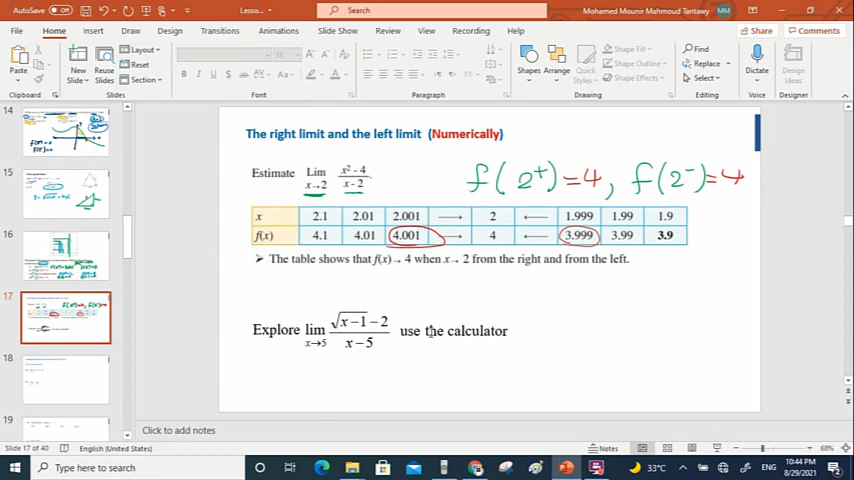 AutoSave Off Lesso... Search Mohamed Mounir Mahmoud Tantawy MM
File Home Insert Draw Design Transitions Animations Slide Show Review View Recording Help Share Comments
Paste New Slide Reuse Slides Layout Reset Section Shapes Arrange Quick Styles Shape Fill Shape Outline Shape Effects Find Replace Select Dictate Design Ideas
Clipboard Slides Font Paragraph Drawing Editing Voice Designer
14
15
16
17
18
19
The right limit and the left limit (Numerically)
Estimate Lim x→2 x² - 4 / x - 2 .
f(2⁺) = 4 , f(2⁻) = 4
x 2.1 2.01 2.001 → 2 ← 1.999 1.99 1.9
f(x) 4.1 4.01 4.001 → 4 ← 3.999 3.99 3.9
➢ The table shows that f(x)→ 4 when x→ 2 from the right and from the left.
Explore lim x→5 √x−1 −2 / x−5 use the calculator
Click to add notes
Slide 17 of 40 English (United States) Notes 68%
Type here to search 33°C ENG 10:44 PM 8/29/2021 2